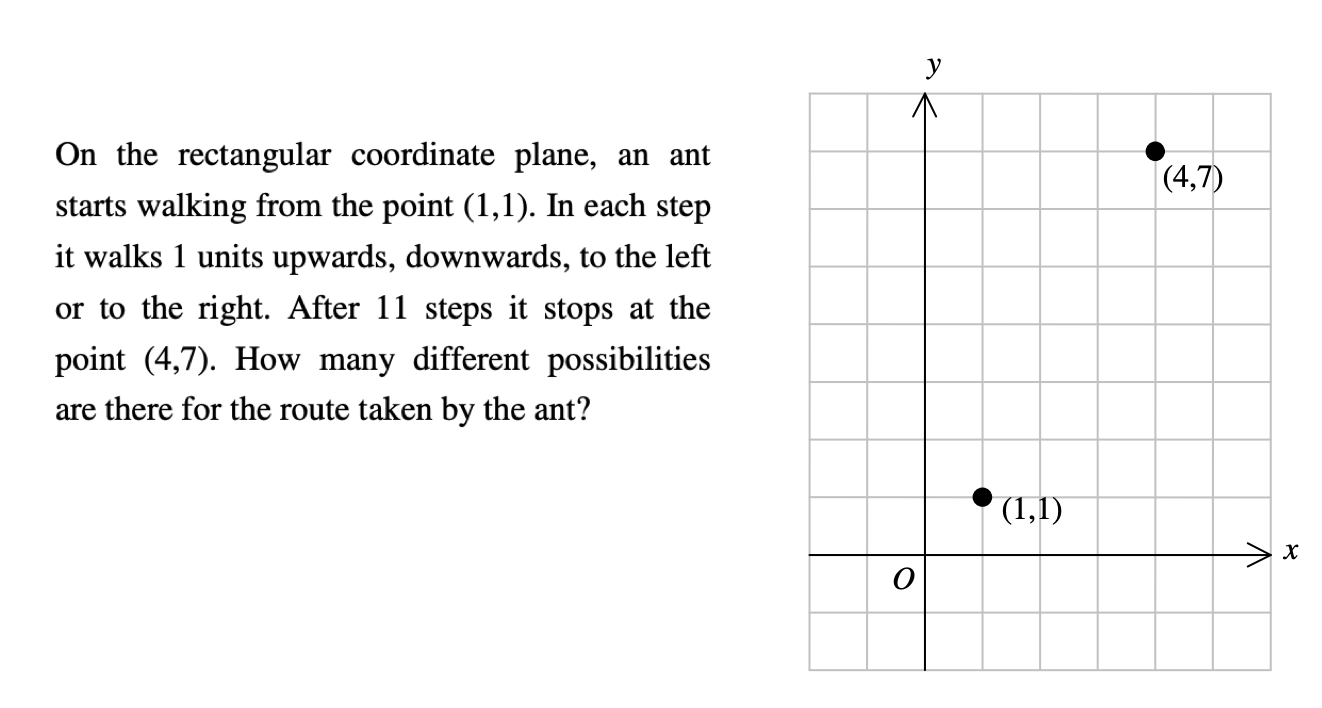 On the rectangular coordinate plane, an ant
starts walking from the point (1,1). In each step
it walks 1 units upwards, downwards, to the left
or to the right. After 11 steps it stops at the
point (4,7). How many different possibilities
are there for the route taken by the ant?
y
(4,7)
(1,1)
x
O